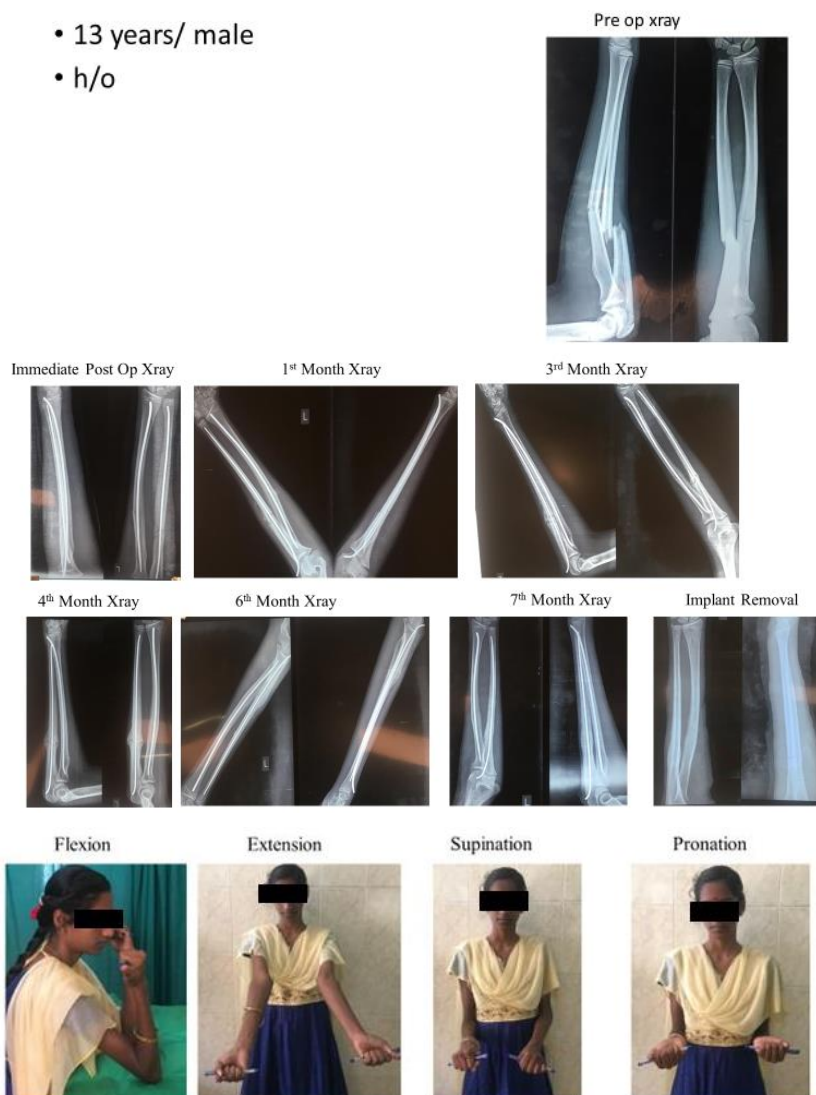 • 13 years/ male
• h/o
Pre op xray
Immediate Post Op Xray
1st Month Xray
3rd Month Xray
L
4th Month Xray
6th Month Xray
7th Month Xray
Implant Removal
L
L
Flexion
Extension
Supination
Pronation